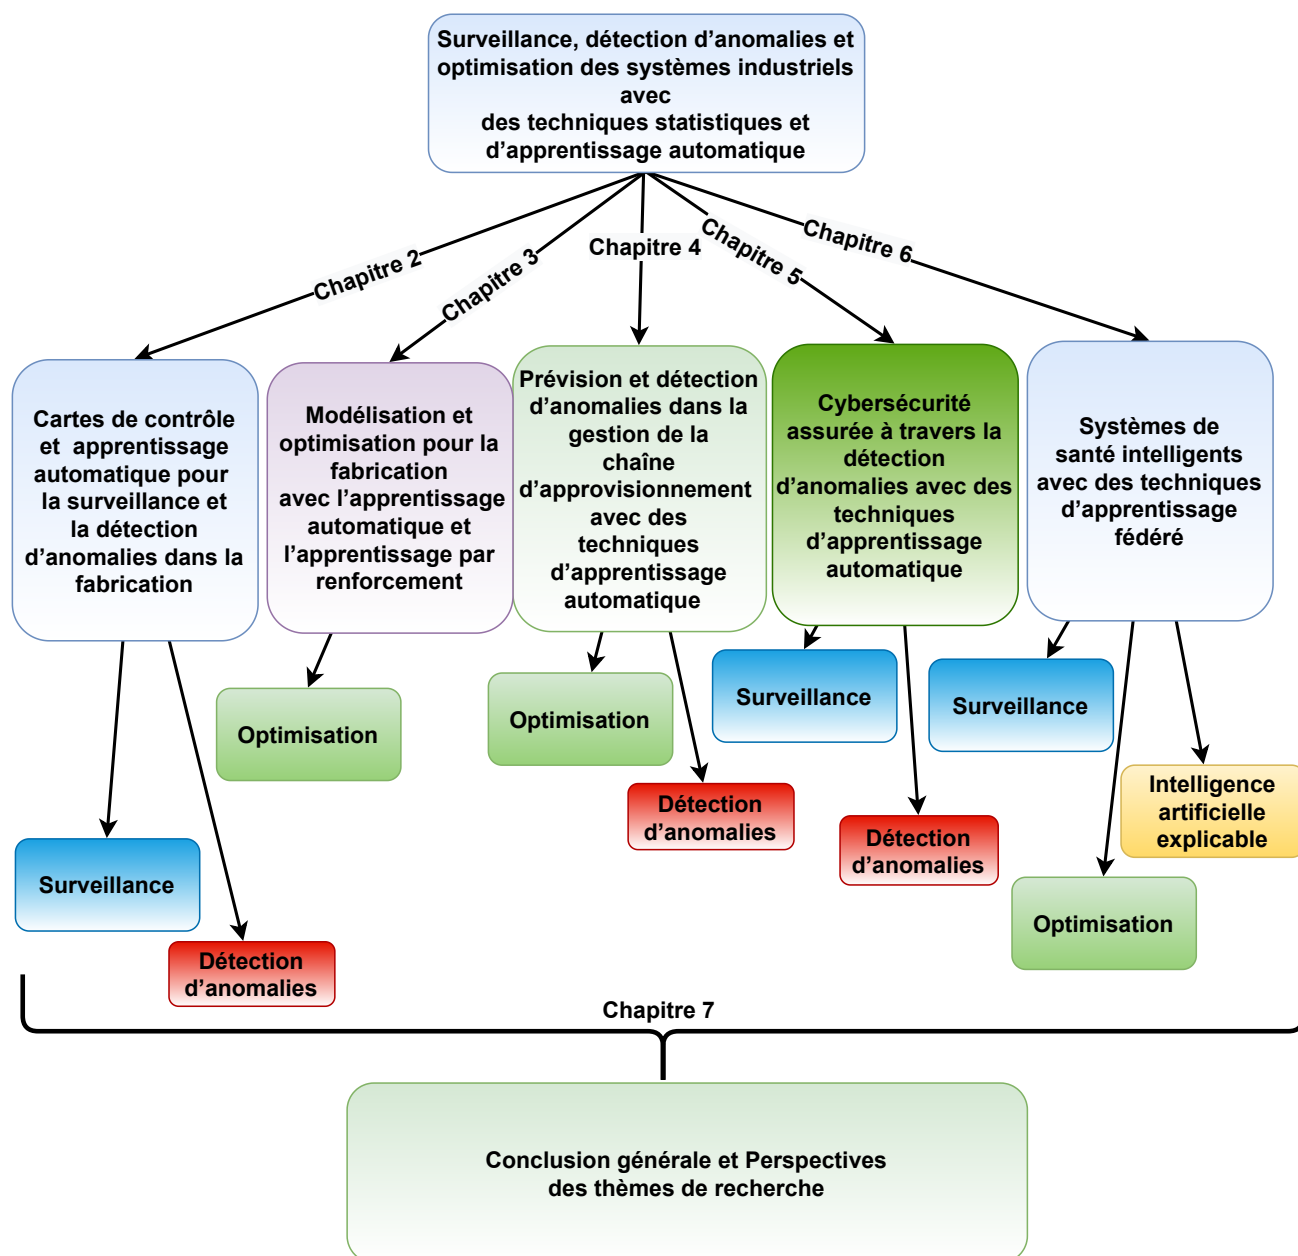 Surveillance, détection d’anomalies et
optimisation des systèmes industriels
avec
des techniques statistiques et
d’apprentissage automatique
Chapitre 2
Chapitre 3
Chapitre 4
Chapitre 5
Chapitre 6
Cartes de contrôle
et apprentissage
automatique pour
la surveillance et
la détection
d’anomalies dans la
fabrication
Modélisation et
optimisation pour la
fabrication
avec l’apprentissage
automatique et
l’apprentissage par
renforcement
Prévision et détection
d’anomalies dans la
gestion de la
chaîne
d’approvisionnement
avec des
techniques
d’apprentissage
automatique
Cybersécurité
assurée à travers la
détection
d’anomalies avec des
techniques
d’apprentissage
automatique
Systèmes de
santé intelligents
avec des techniques
d’apprentissage
fédéré
Surveillance
Détection
d’anomalies
Optimisation
Optimisation
Détection
d’anomalies
Surveillance
Détection
d’anomalies
Surveillance
Optimisation
Intelligence
artificielle
explicable
Chapitre 7
Conclusion générale et Perspectives
des thèmes de recherche